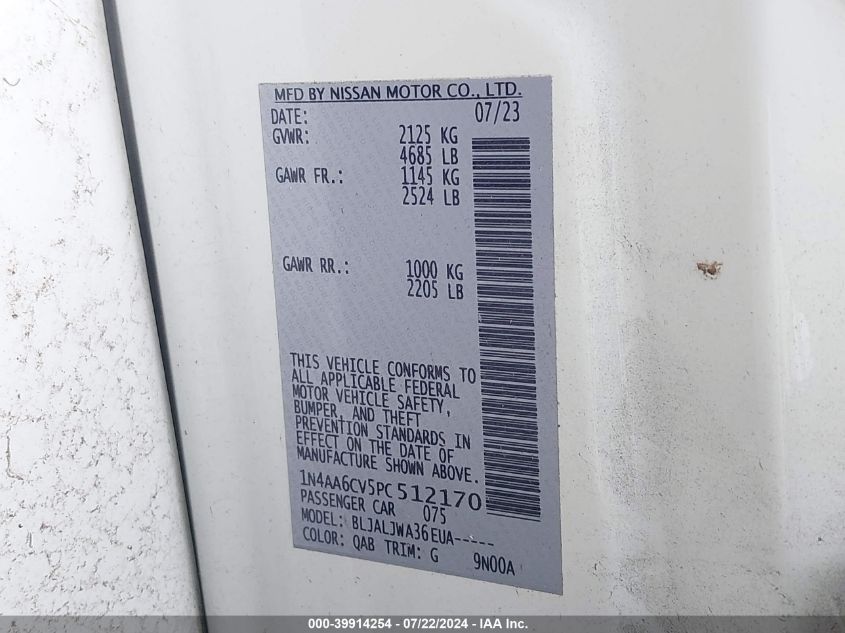 MFD BY NISSAN MOTOR CO., LTD.
DATE: 07/23
GVWR: 2125 KG
4685 LB
GAWR FR.: 1145 KG
2524 LB
GAWR RR.: 1000 KG
2205 LB
THIS VEHICLE CONFORMS TO
ALL APPLICABLE FEDERAL
MOTOR VEHICLE SAFETY,
BUMPER, AND THEFT
PREVENTION STANDARDS IN
EFFECT ON THE DATE OF
MANUFACTURE SHOWN ABOVE.
1N4AA6CV5PC512170
PASSENGER CAR 075
MODEL: BLJALJWA36EUA-----
COLOR: QAB TRIM: G 9N00A
000-39914254 - 07/22/2024 - IAA Inc.